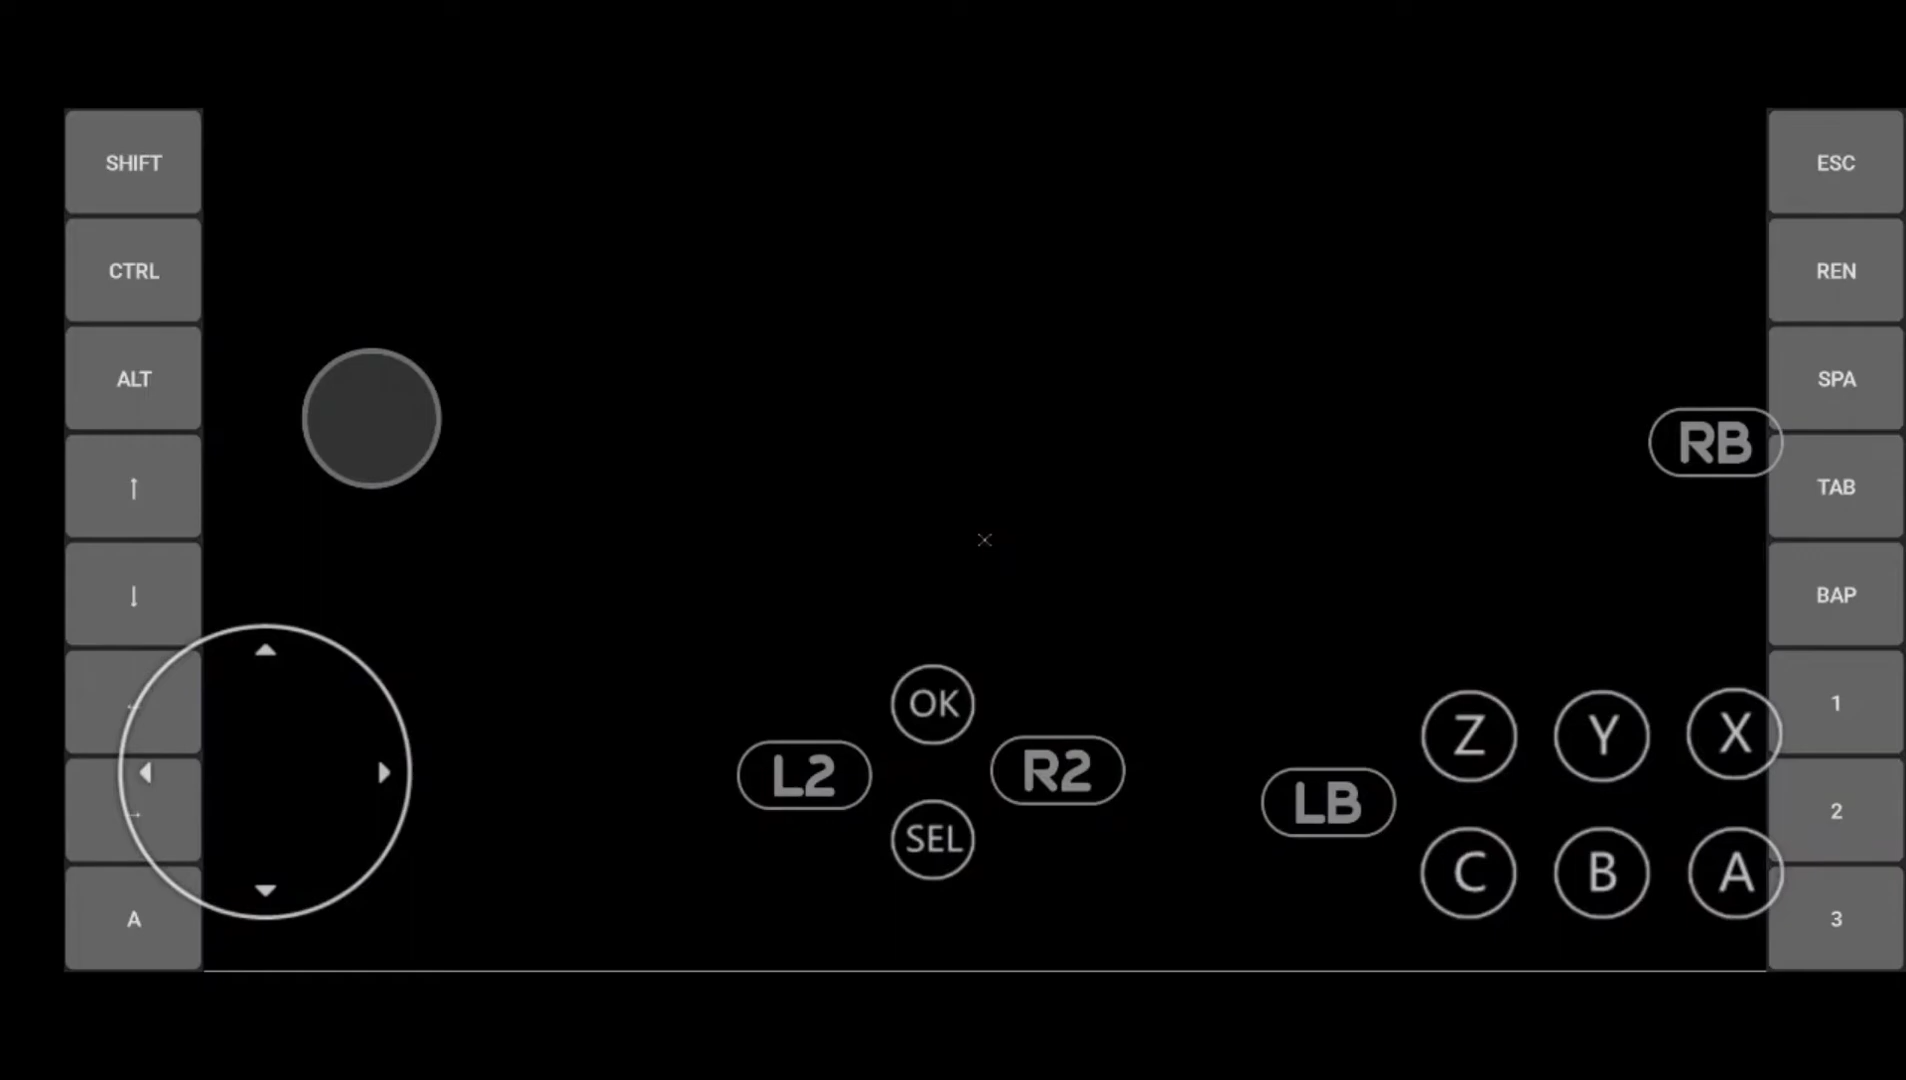 SHIFT
ESC
CTRL
REN
ALT
SPA
RB
↑
TAB
↓
BAP
←
1
OK
Z
Y
X
L2
R2
LB
→
2
SEL
C
B
A
A
3